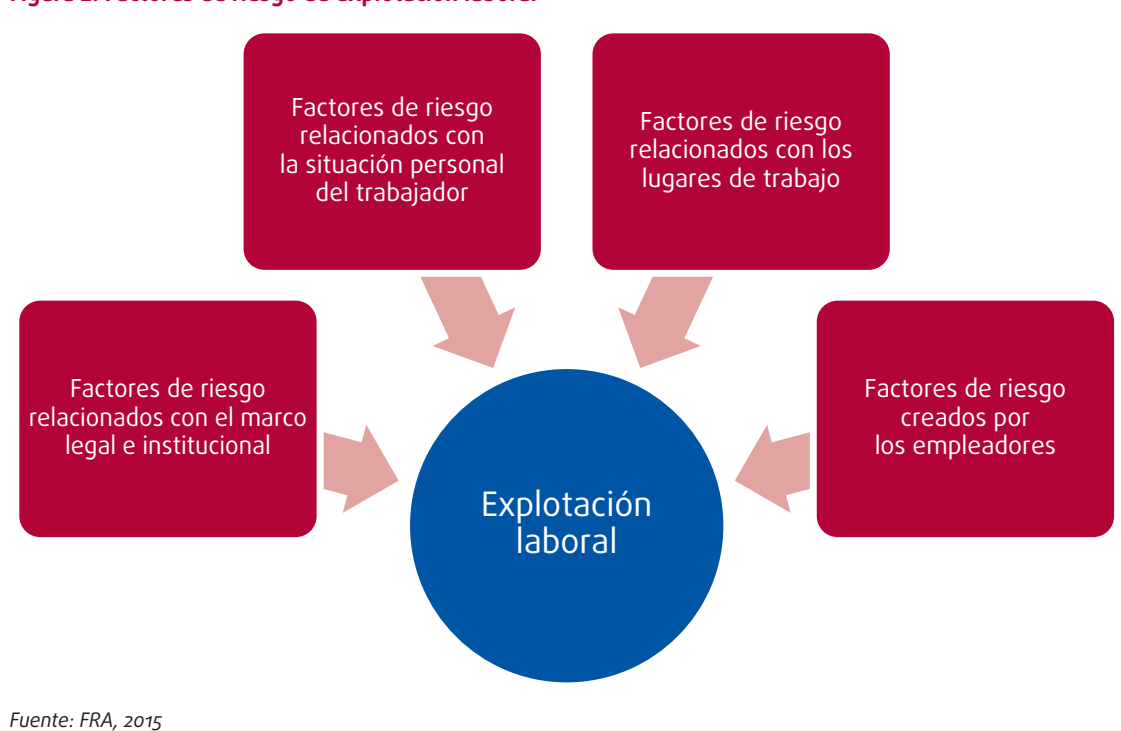 Factores de riesgo
relacionados con
la situación personal
del trabajador
Factores de riesgo
relacionados con los
lugares de trabajo
Factores de riesgo
relacionados con el marco
legal e institucional
Factores de riesgo
creados por
los empleadores
Explotación
laboral
Fuente: FRA, 2015